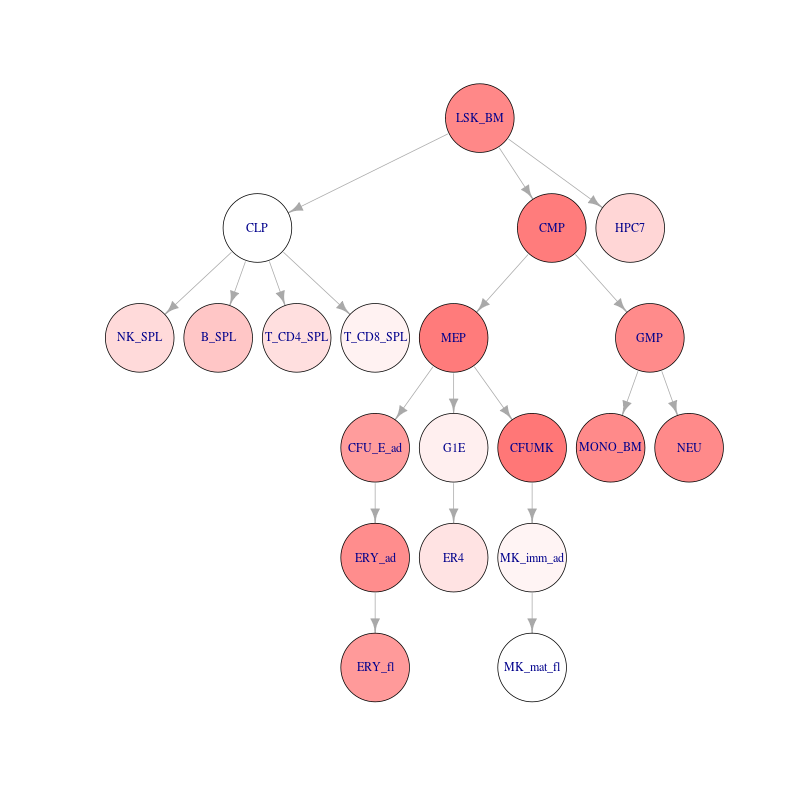 LSK_BM
CLP
CMP
HPC7
NK_SPL
B_SPL
T_CD4_SPL
T_CD8_SPL
MEP
GMP
CFU_E_ad
G1E
CFUMK
MONO_BM
NEU
ERY_ad
ER4
MK_imm_ad
ERY_fl
MK_mat_fl